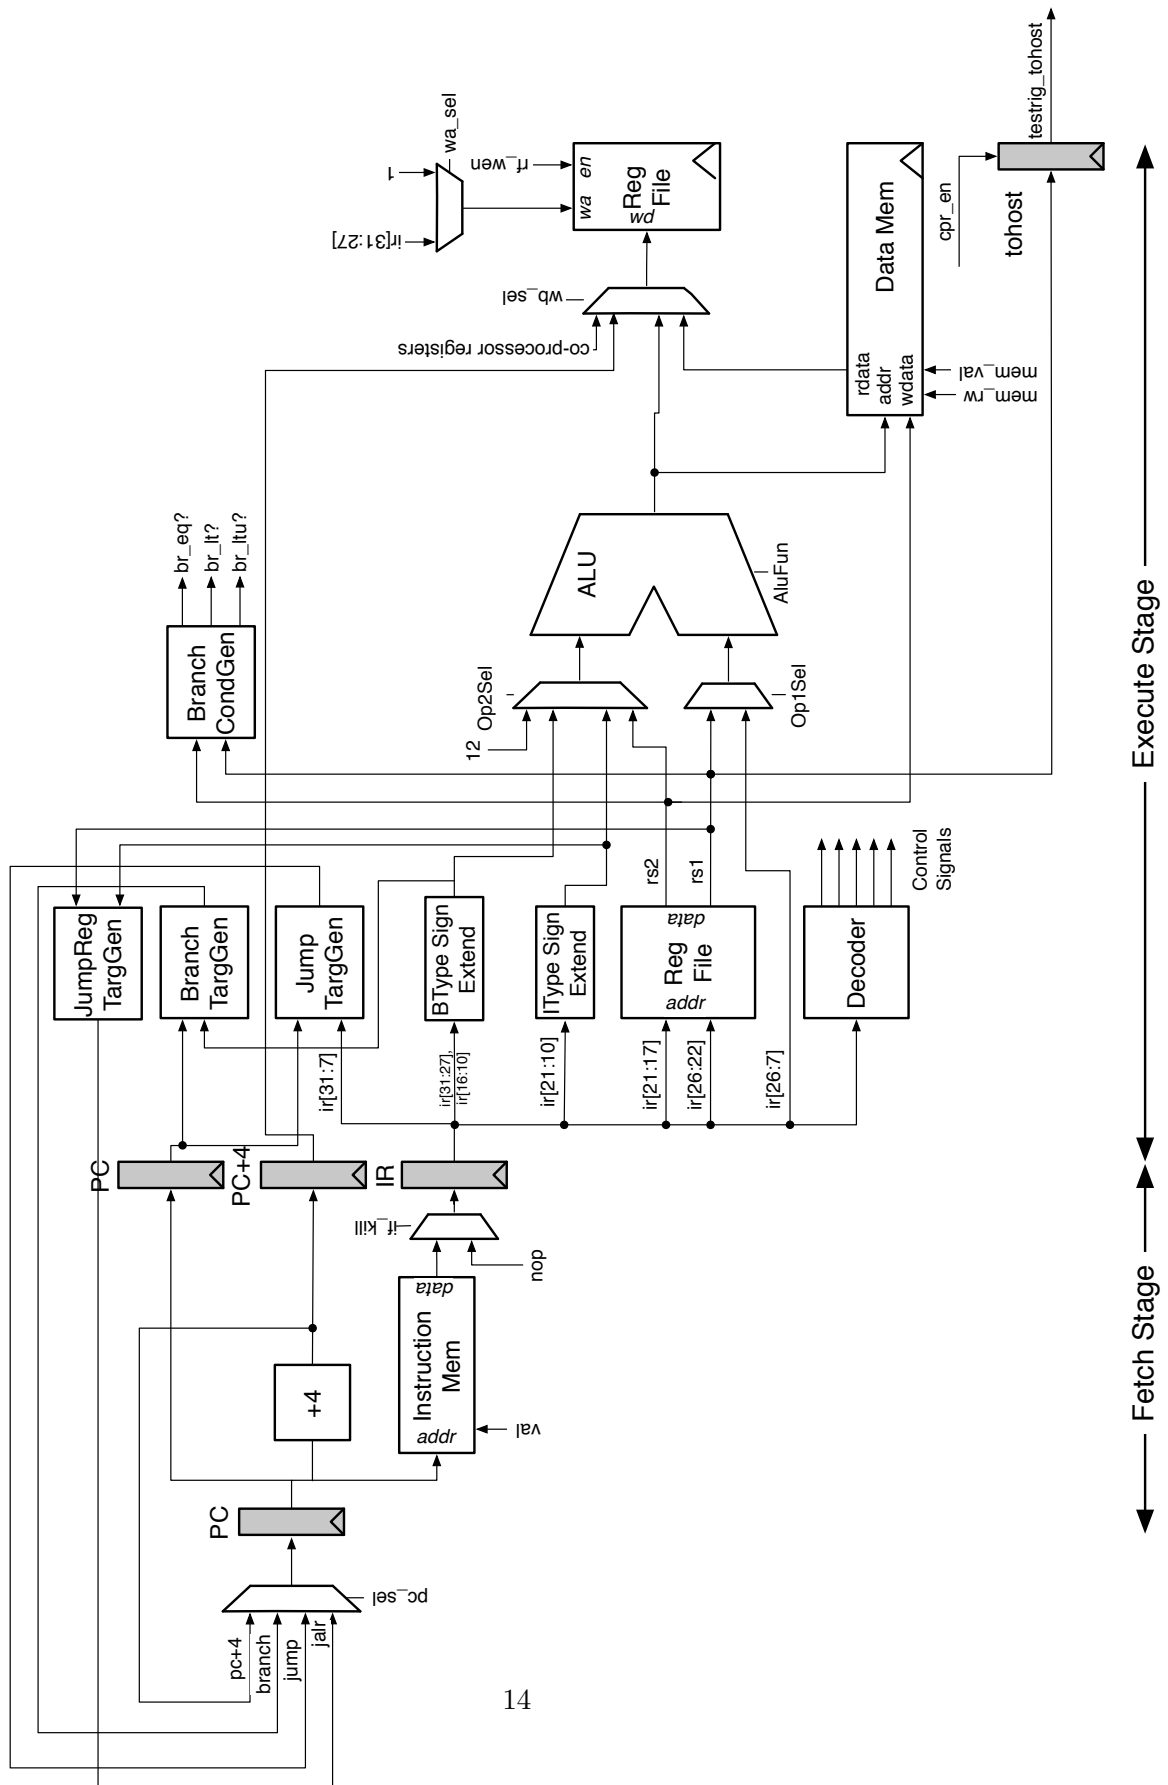 pc+4
branch
jump
jalr
pc_sel
PC
+4
addr
Instruction
Mem
data
val
if_kill
nop
PC
PC+4
IR
ir[31:7]
ir[31:27],
ir[16:10]
ir[21:10]
ir[21:17]
ir[26:22]
ir[26:7]
JumpReg
TargGen
Branch
TargGen
Jump
TargGen
BType Sign
Extend
IType Sign
Extend
addr
Reg
File
data
Decoder
rs2
rs1
Control
Signals
12
Op2Sel
Op1Sel
Branch
CondGen
br_eq?
br_lt?
br_ltu?
ALU
AluFun
co-processor registers
wb_sel
ir[31:27]
1
wa_sel
rf_wen
wa
en
Reg
File
wd
rdata
addr
wdata
Data Mem
mem_rw
mem_val
cpr_en
tohost
testrig_tohost
Fetch Stage
Execute Stage
14